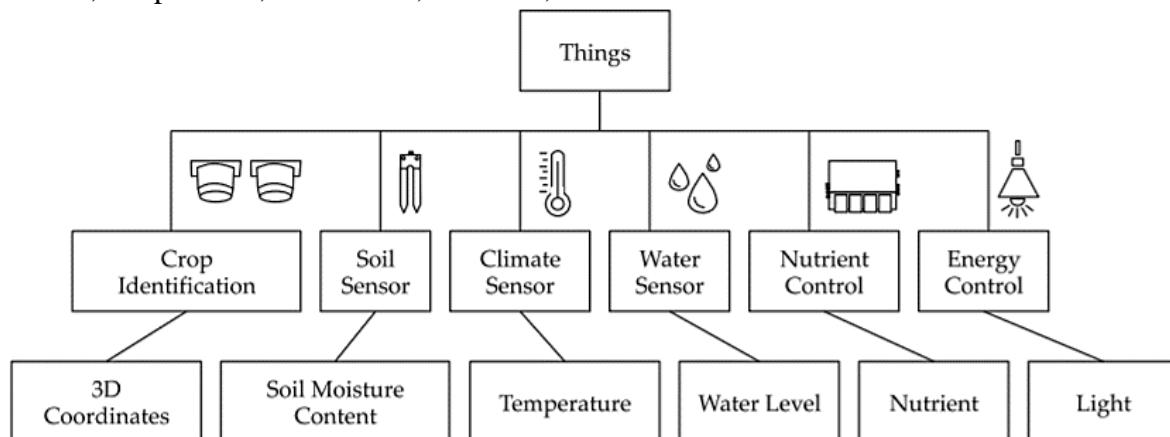 Things
Crop
Identification
Soil
Sensor
Climate
Sensor
Water
Sensor
Nutrient
Control
Energy
Control
3D
Coordinates
Soil Moisture
Content
Temperature
Water Level
Nutrient
Light